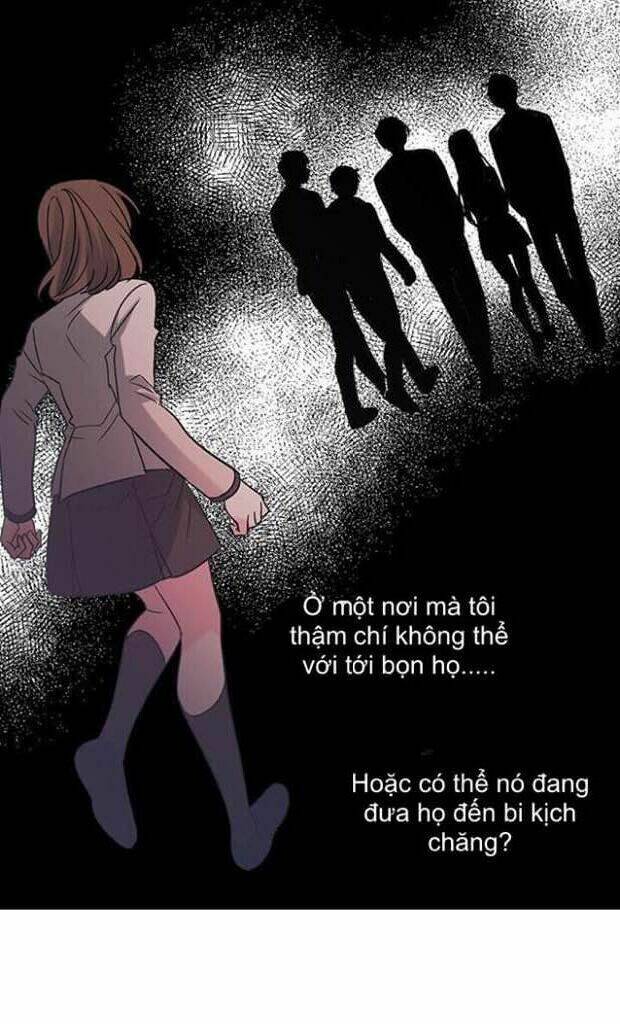 Ở một nơi mà tôi
thậm chí không thể
với tới bọn họ.....
Hoặc có thể nó đang
đưa họ đến bi kịch
chăng?